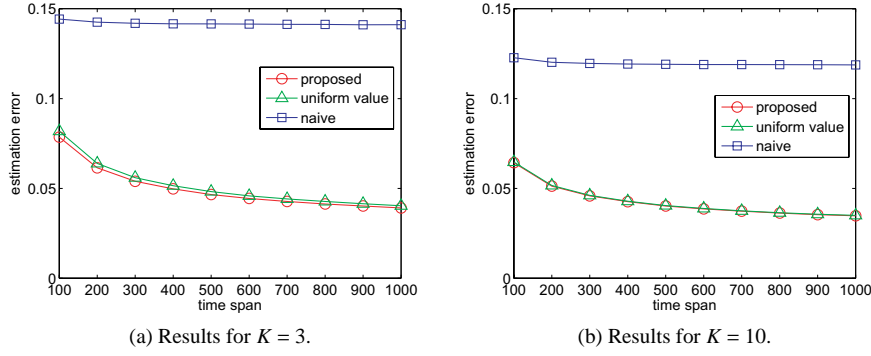 0.15
0.1
0.05
0
estimation error
100 200 300 400 500 600 700 800 900 1000
time span
proposed
uniform value
naive
(a) Results for K = 3.
0.15
0.1
0.05
0
estimation error
100 200 300 400 500 600 700 800 900 1000
time span
proposed
uniform value
naive
(b) Results for K = 10.